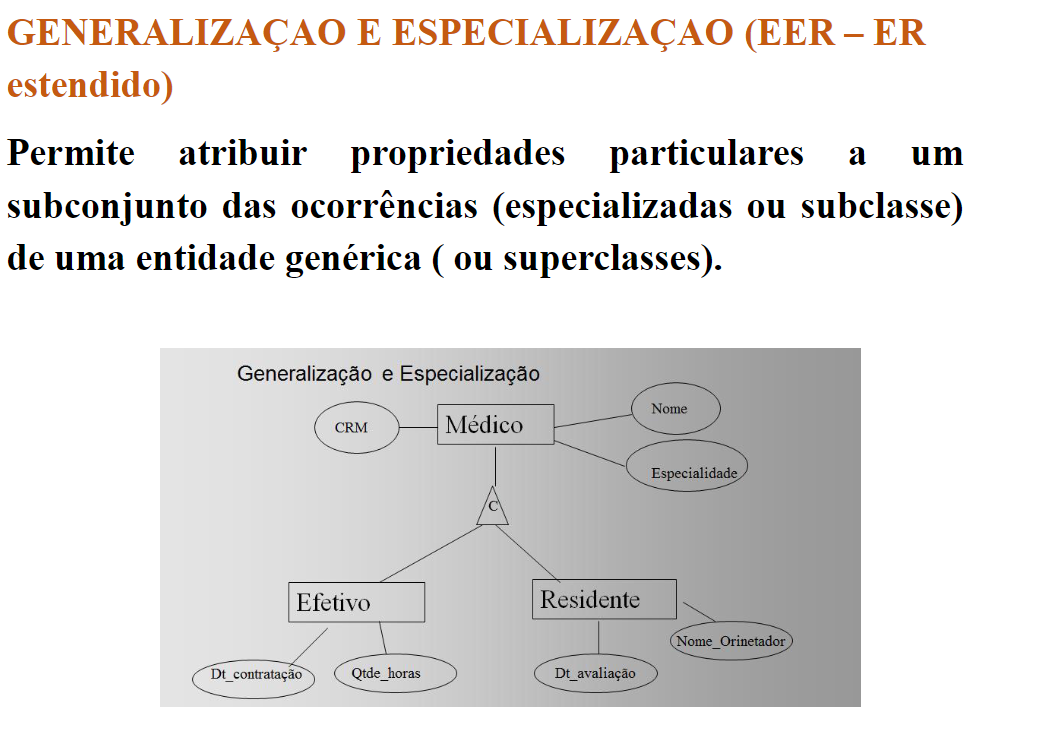 GENERALIZAÇAO E ESPECIALIZAÇAO (EER – ER
estendido)
Permite atribuir propriedades particulares a um
subconjunto das ocorrências (especializadas ou subclasse)
de uma entidade genérica ( ou superclasses).
Generalização e Especialização
CRM
Médico
Nome
Especialidade
C
Efetivo
Residente
Dt_contratação
Qtde_horas
Dt_avaliação
Nome_Orinetador